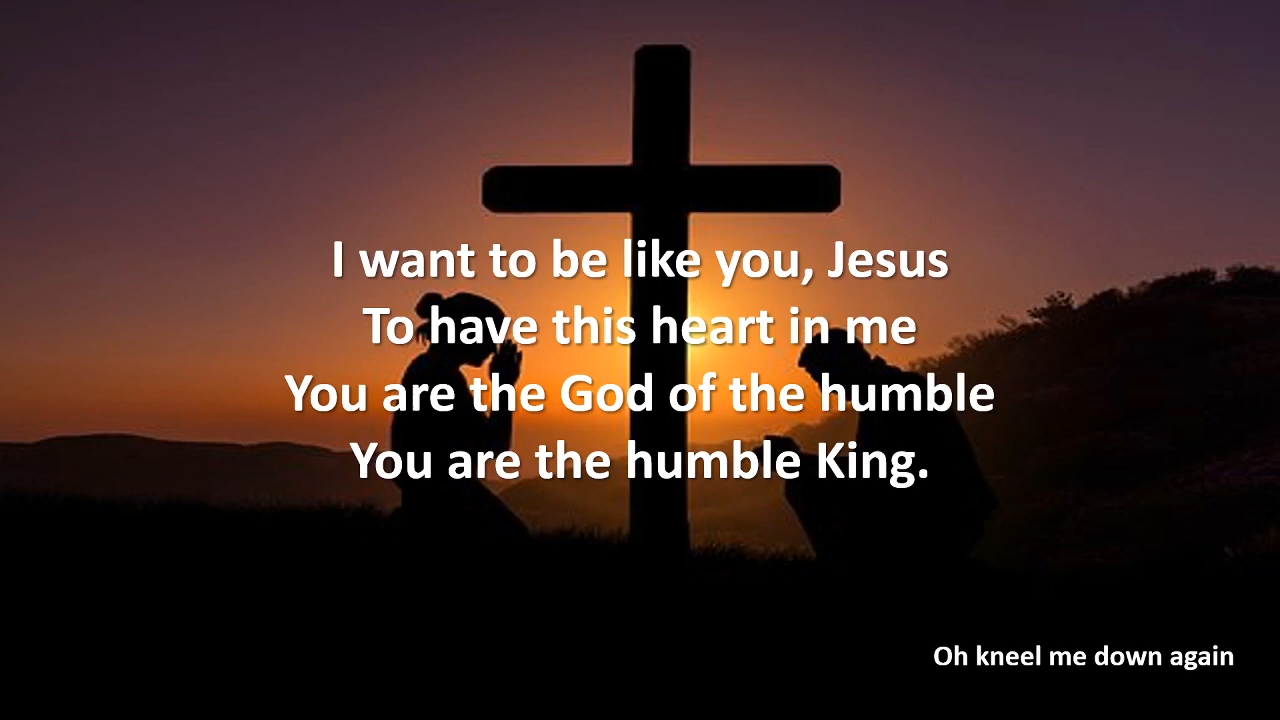 I want to be like you, Jesus
To have this heart in me
You are the God of the humble
You are the humble King.
Oh kneel me down again